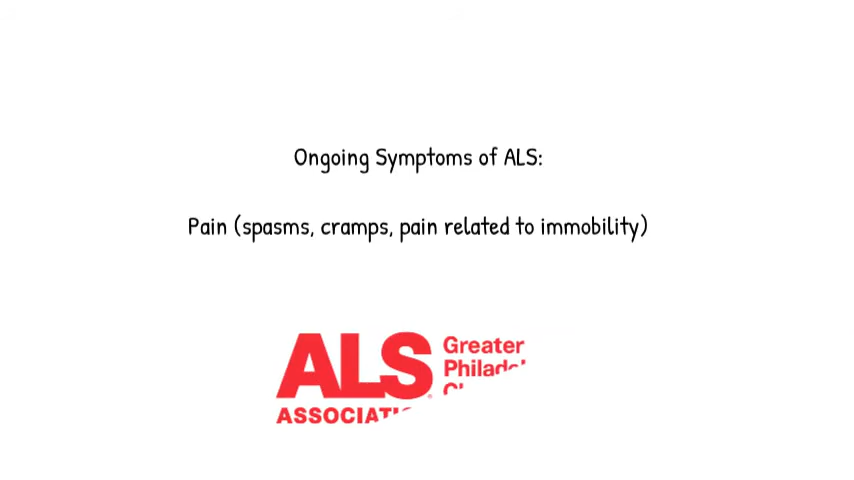 Ongoing Symptoms of ALS:
Pain (spasms, cramps, pain related to immobility)
ALS
Greater